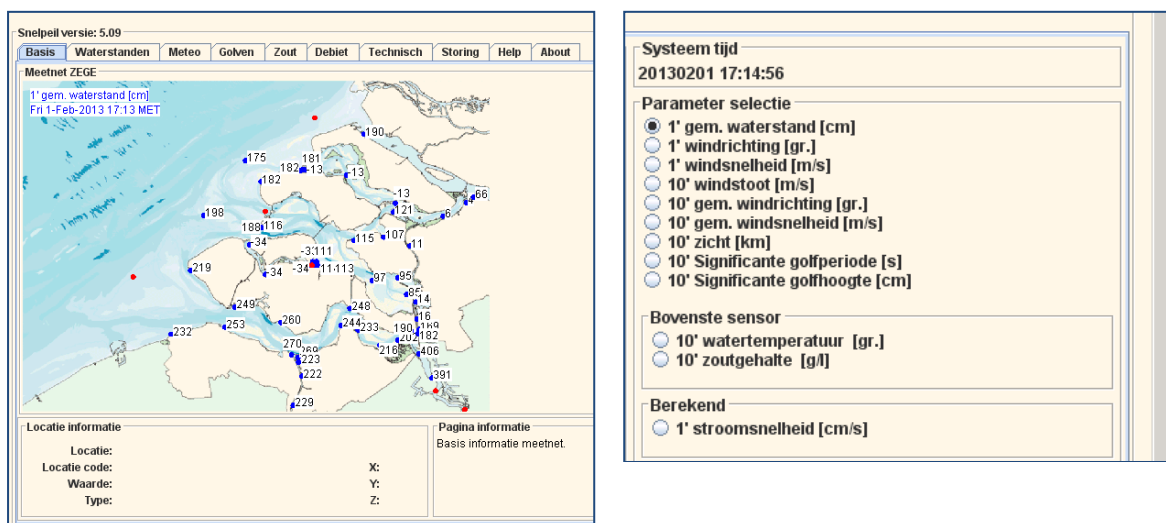 Snelpeil versie: 5.09
Basis Waterstanden Meteo Golven Zout Debiet Technisch Storing Help About
Meetnet ZEGE
1' gem. waterstand [cm]
Fri 1-Feb-2013 17:13 MET
190
175
181
182
-13
-13
182
66
-13
121
198
188
116
6
115
107
11
-34
111
-34
-34
113
219
97
95
14
249
248
16
260
253
244
233
190
169
232
182
270
216
406
223
222
391
229
Locatie informatie
Locatie:
Locatie code:
X:
Waarde:
Y:
Type:
Z:
Pagina informatie
Basis informatie meetnet.
Systeem tijd
20130201 17:14:56
Parameter selectie
1' gem. waterstand [cm]
1' windrichting [gr.]
1' windsnelheid [m/s]
10' windstoot [m/s]
10' gem. windrichting [gr.]
10' gem. windsnelheid [m/s]
10' zicht [km]
10' Significante golfperiode [s]
10' Significante golfhoogte [cm]
Bovenste sensor
10' watertemperatuur [gr.]
10' zoutgehalte [g/l]
Berekend
1' stroomsnelheid [cm/s]